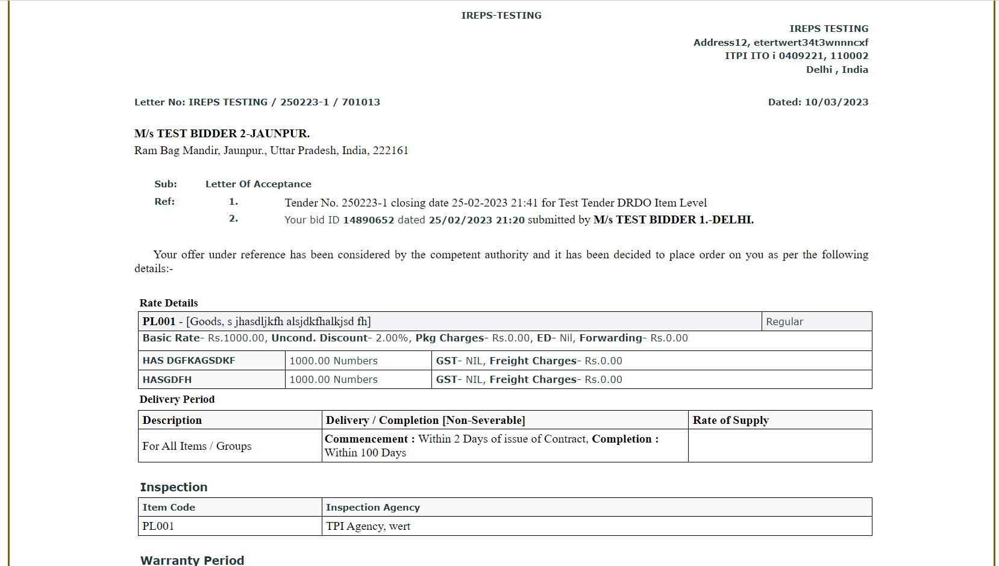 IREPS-TESTING
IREPS TESTING
Address12, etertwert34t3wnnncxf
ITPI ITO i 0409221, 110002
Delhi , India
Letter No: IREPS TESTING / 250223-1 / 701013 Dated: 10/03/2023
M/s TEST BIDDER 2-JAUNPUR.
Ram Bag Mandir, Jaunpur., Uttar Pradesh, India, 222161
Sub: Letter Of Acceptance
Ref: 1. Tender No. 250223-1 closing date 25-02-2023 21:41 for Test Tender DRDO Item Level
2. Your bid ID 14890652 dated 25/02/2023 21:20 submitted by M/s TEST BIDDER 1.-DELHI.
Your offer under reference has been considered by the competent authority and it has been decided to place order on you as per the following
details:-
Rate Details
PL001 - [Goods, s jhasdljkfh alsjdkfhalkjsd fh] Regular
Basic Rate- Rs.1000.00, Uncond. Discount- 2.00%, Pkg Charges- Rs.0.00, ED- Nil, Forwarding- Rs.0.00
HAS DGFKAGSDKF 1000.00 Numbers GST- NIL, Freight Charges- Rs.0.00
HASGDFH 1000.00 Numbers GST- NIL, Freight Charges- Rs.0.00
Delivery Period
Description Delivery / Completion [Non-Severable] Rate of Supply
For All Items / Groups Commencement : Within 2 Days of issue of Contract, Completion :
Within 100 Days
Inspection
Item Code Inspection Agency
PL001 TPI Agency, wert
Warranty Period